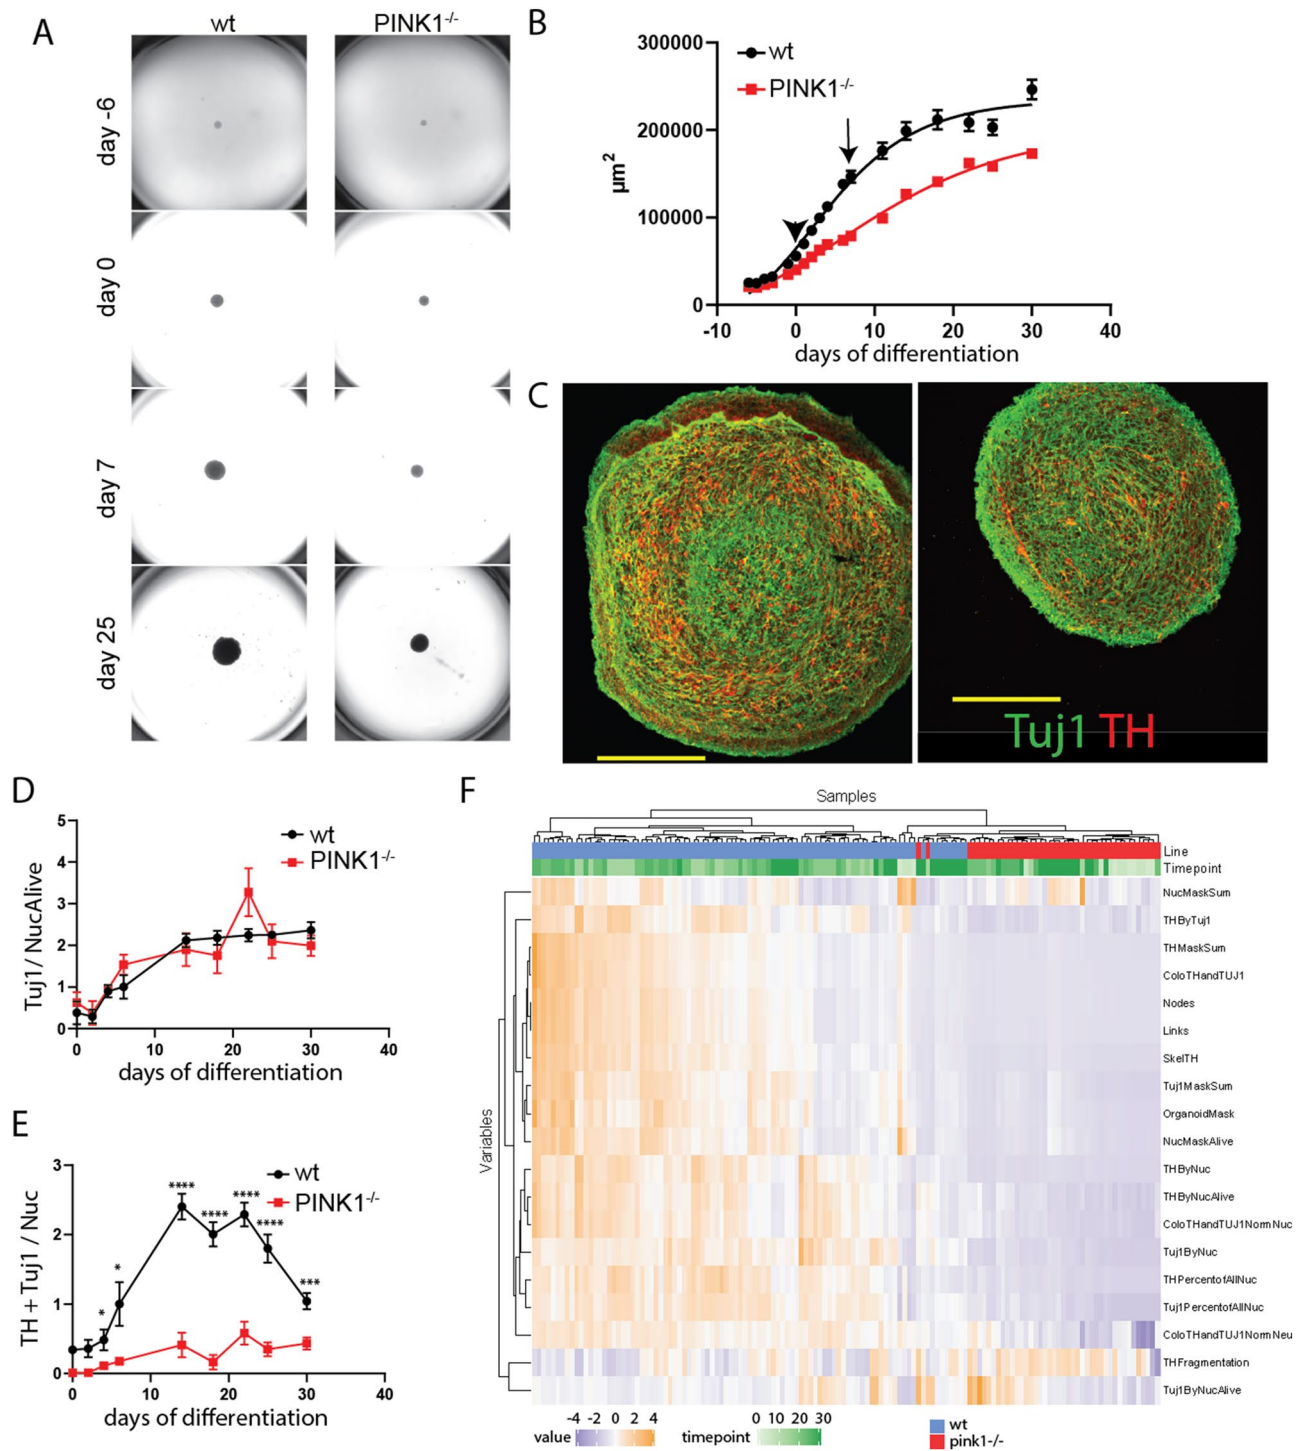 A
wt
PINK1-/-
day -6
day 0
day 7
day 25
B
300000
200000
100000
0
µm2
wt
PINK1-/-
-10
0
10
20
30
40
days of differentiation
C
Tuj1 TH
D
5
4
3
2
1
0
Tuj1 / NucAlive
wt
PINK1-/-
0
10
20
30
40
days of differentiation
E
3
2
1
0
TH + Tuj1 / Nuc
wt
PINK1-/-
*
*
****
****
****
****
***
0
10
20
30
40
days of differentiation
F
Samples
Line
Timepoint
Variables
NucMaskSum
THByTuj1
THMaskSum
ColoTHandTUJ1
Nodes
Links
SkelTH
Tuj1MaskSum
OrganoidMask
NucMaskAlive
THByNuc
THByNucAlive
ColoTHandTUJ1NormNuc
Tuj1ByNuc
THPercentofAllNuc
Tuj1PercentofAllNuc
ColoTHandTUJ1NormNeu
THFragmentation
Tuj1ByNucAlive
-4 -2 0 2 4
value
0 10 20 30
timepoint
wt
pink1-/-